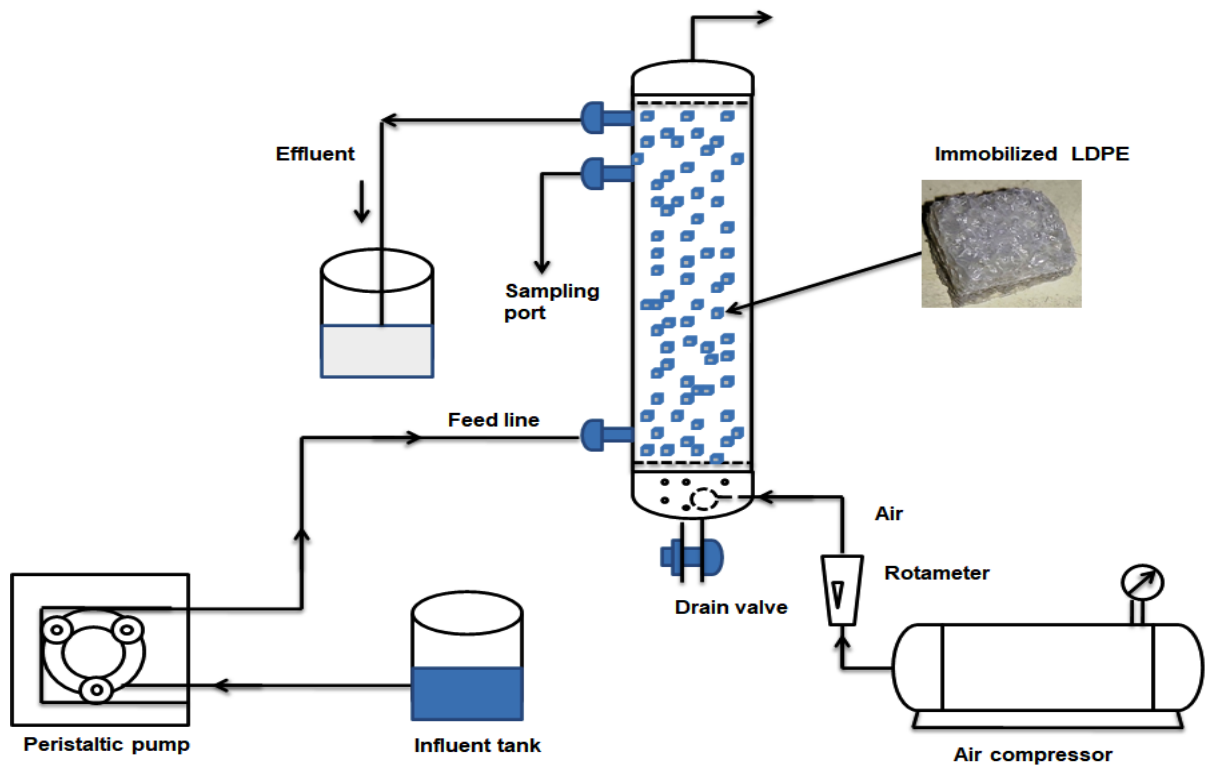 Effluent
Immobilized LDPE
Sampling
port
Feed line
Air
Rotameter
Drain valve
Peristaltic pump
Influent tank
Air compressor